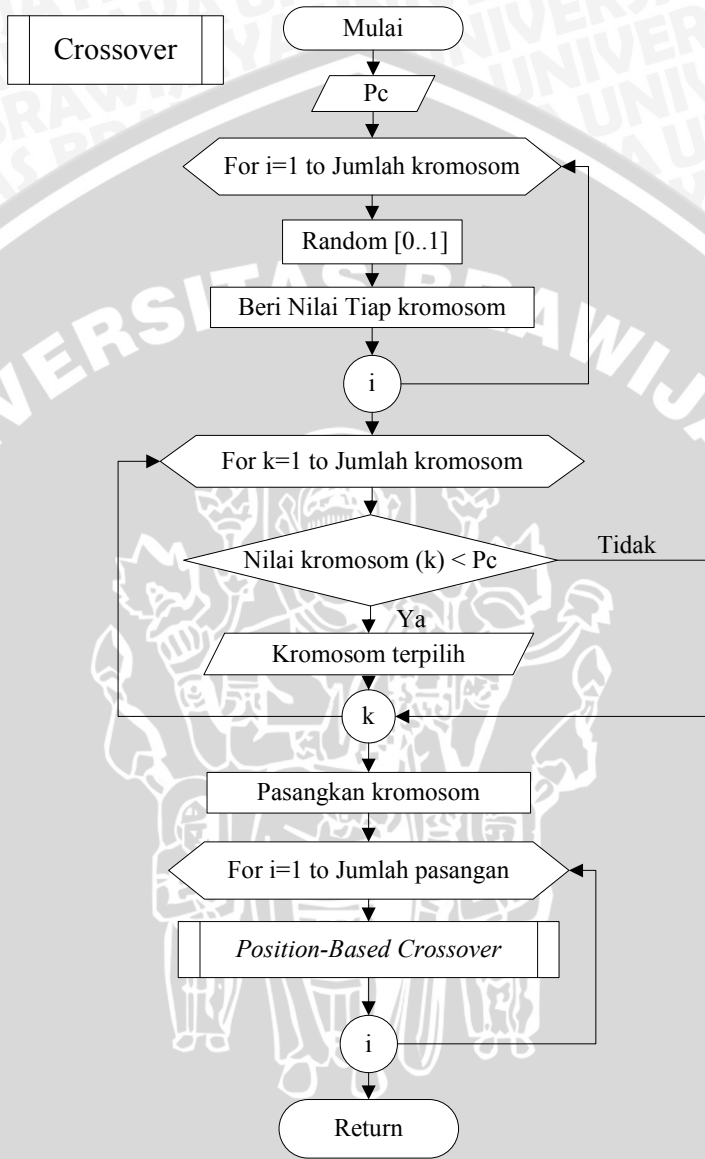 Crossover
Mulai
Pc
For i=1 to Jumlah kromosom
Random [0..1]
Beri Nilai Tiap kromosom
i
For k=1 to Jumlah kromosom
Nilai kromosom (k) < Pc
Tidak
Ya
Kromosom terpilih
k
Pasangkan kromosom
For i=1 to Jumlah pasangan
Position-Based Crossover
i
Return